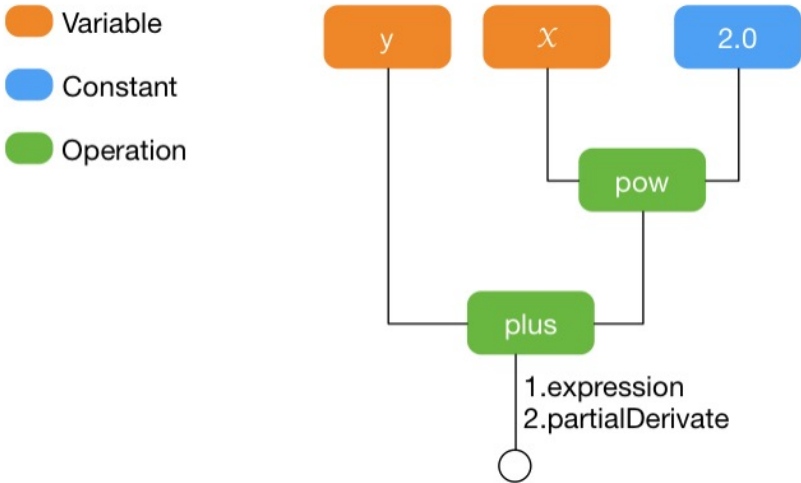 Variable
Constant
Operation
y
x
2.0
pow
plus
1.expression
2.partialDerivate